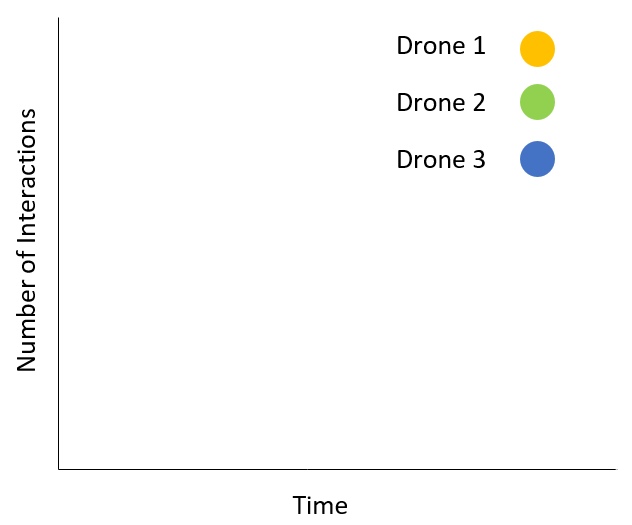 Drone 1
Drone 2
Drone 3
Number of Interactions
Time